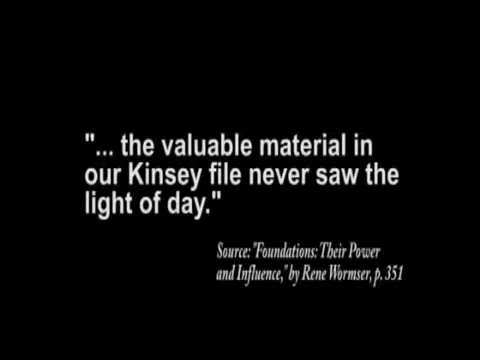 "... the valuable material in
our Kinsey file never saw the
light of day."
Source: "Foundations: Their Power
and Influence," by Rene Wormser, p. 351